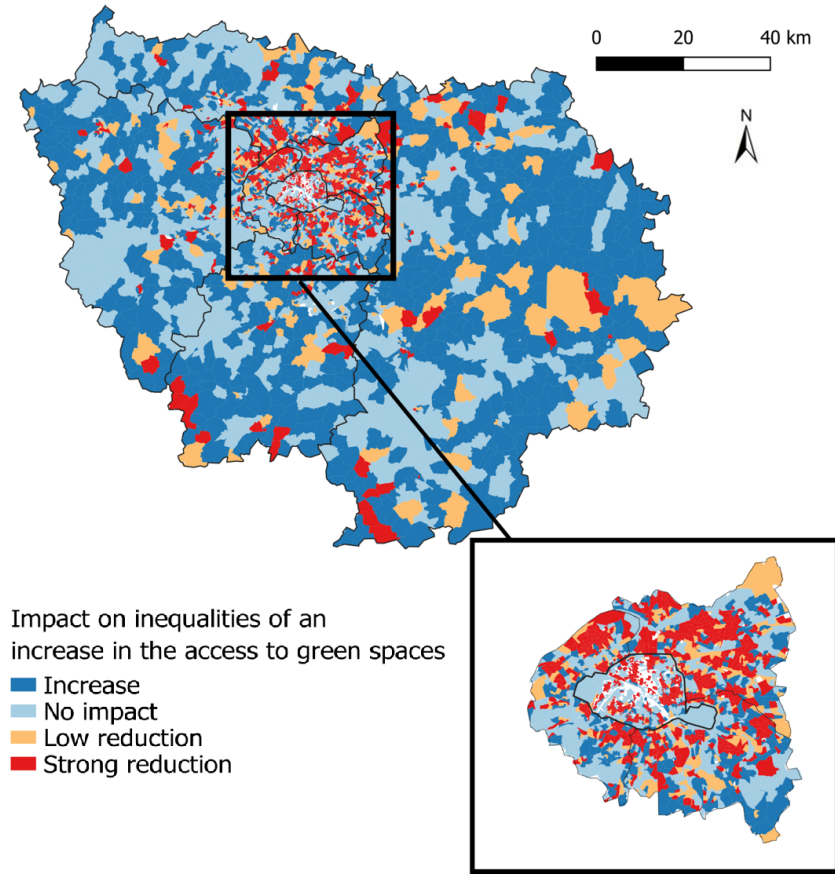 0 20 40 km
N
Impact on inequalities of an
increase in the access to green spaces
Increase
No impact
Low reduction
Strong reduction